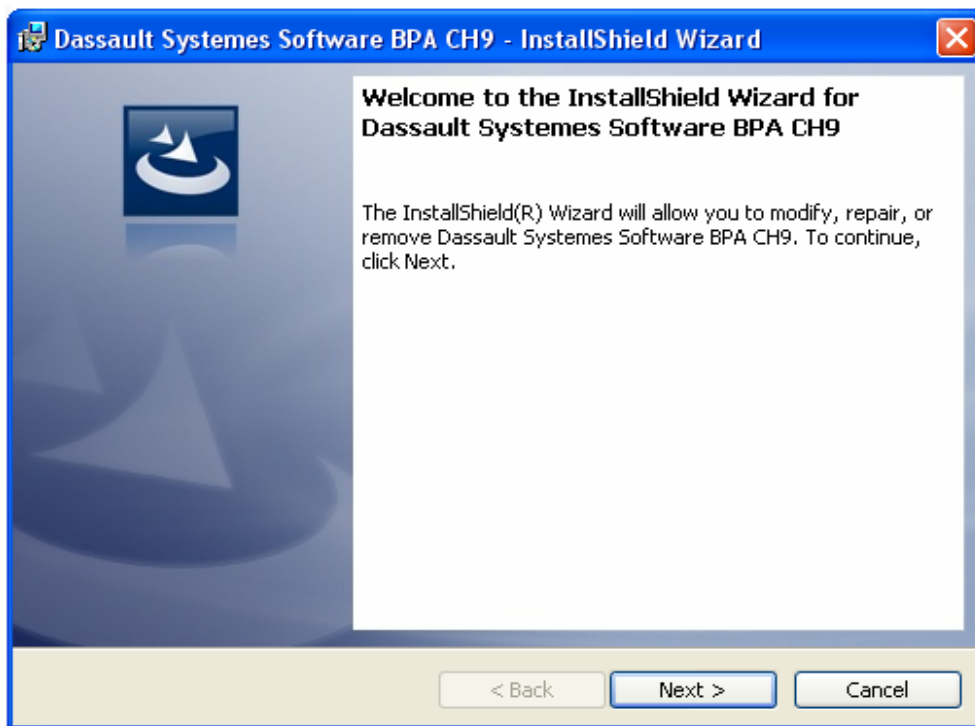 Dassault Systemes Software BPA CH9 - InstallShield Wizard
Welcome to the InstallShield Wizard for
Dassault Systemes Software BPA CH9
The InstallShield(R) Wizard will allow you to modify, repair, or
remove Dassault Systemes Software BPA CH9. To continue,
click Next.
< Back Next > Cancel